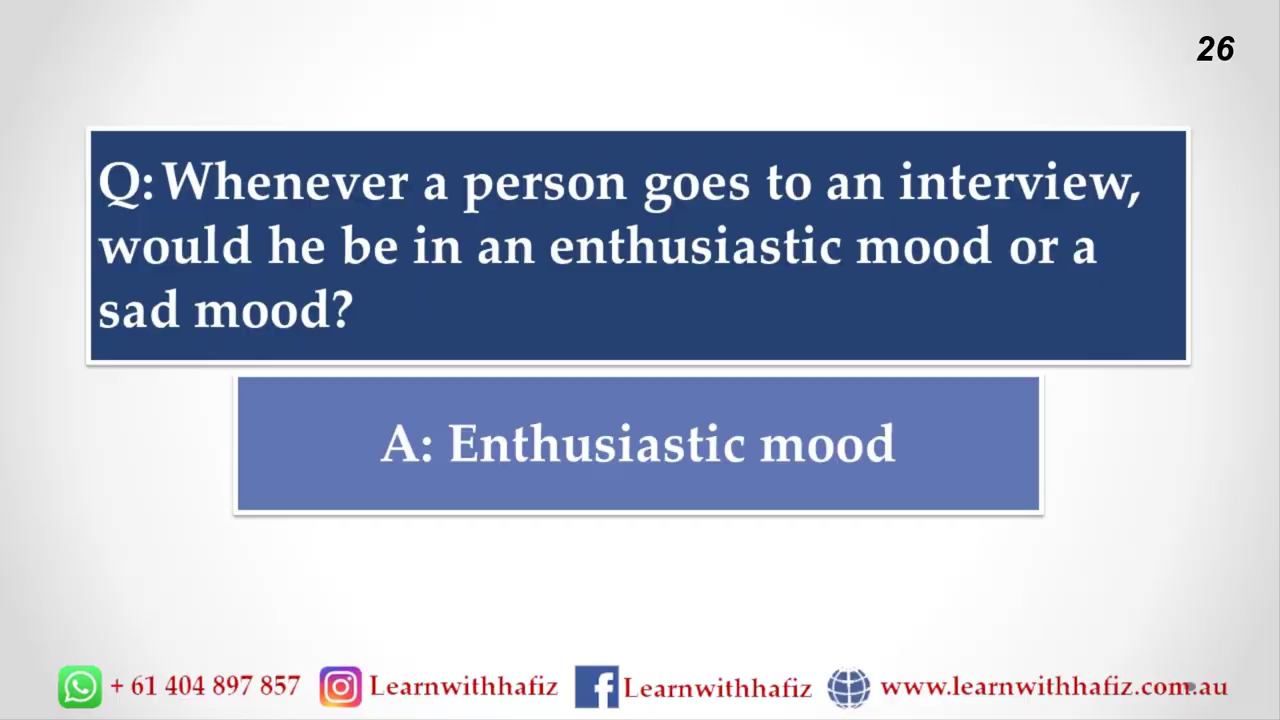 26
Q: Whenever a person goes to an interview,
would he be in an enthusiastic mood or a
sad mood?
A: Enthusiastic mood
+ 61 404 897 857 Learnwithhafiz Learnwithhafiz www.learnwithhafiz.com.au